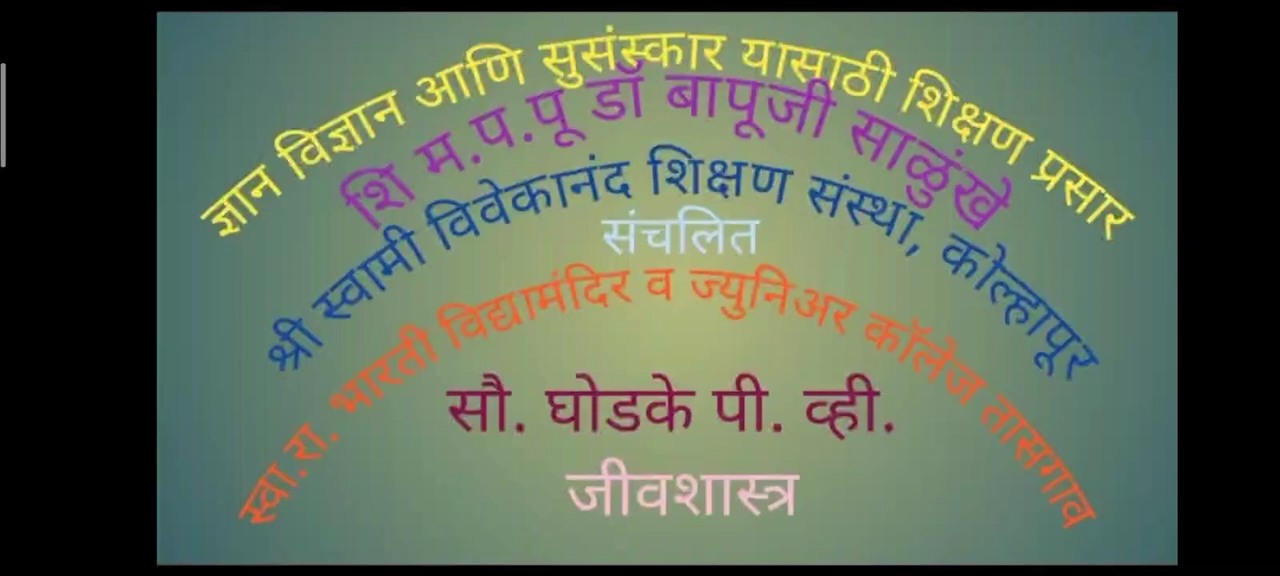 ज्ञान विज्ञान आणि सुसंस्कार यासाठी शिक्षण प्रसार
शि म.प.पू डॉ बापूजी साळुंखे
श्री स्वामी विवेकानंद शिक्षण संस्था, कोल्हापूर
संचलित
स्वा.रा. भारती विद्यामंदिर व ज्युनिअर कॉलेज तासगाव
सौ. घोडके पी. व्ही.
जीवशास्त्र